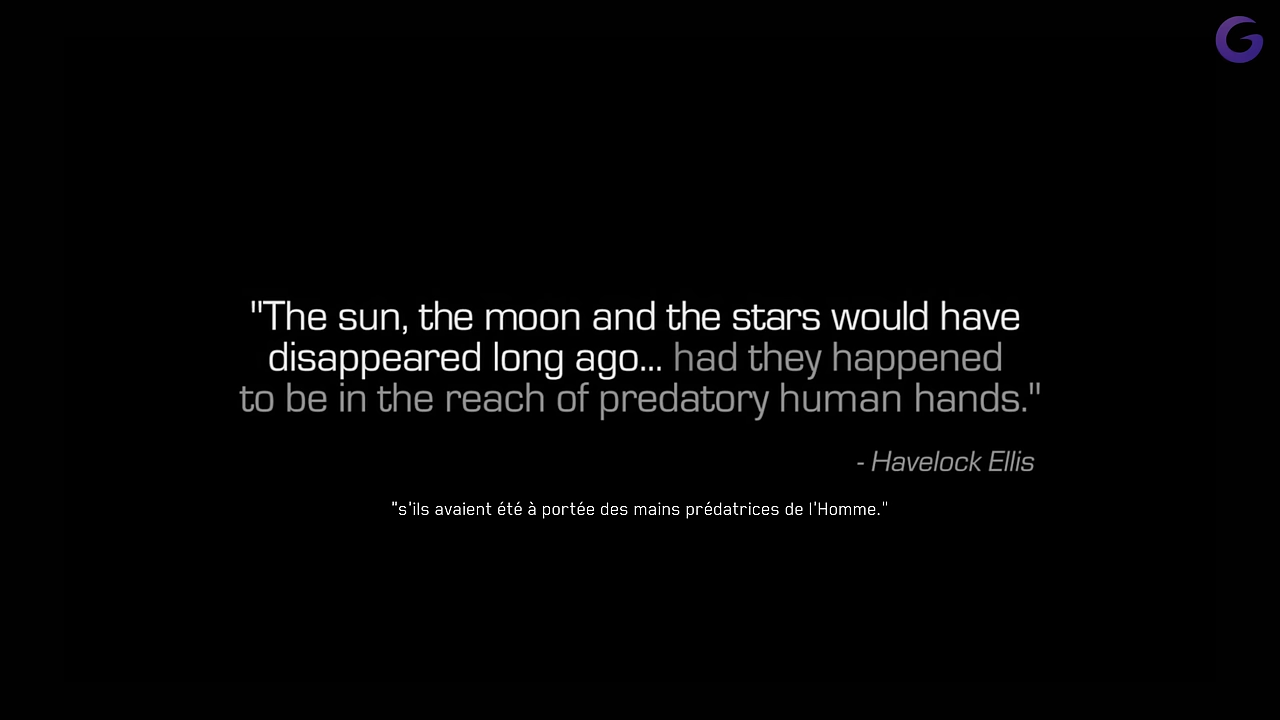 "The sun, the moon and the stars would have
disappeared long ago... had they happened
to be in the reach of predatory human hands."
- Havelock Ellis
"s'ils avaient été à portée des mains prédatrices de l'Homme."